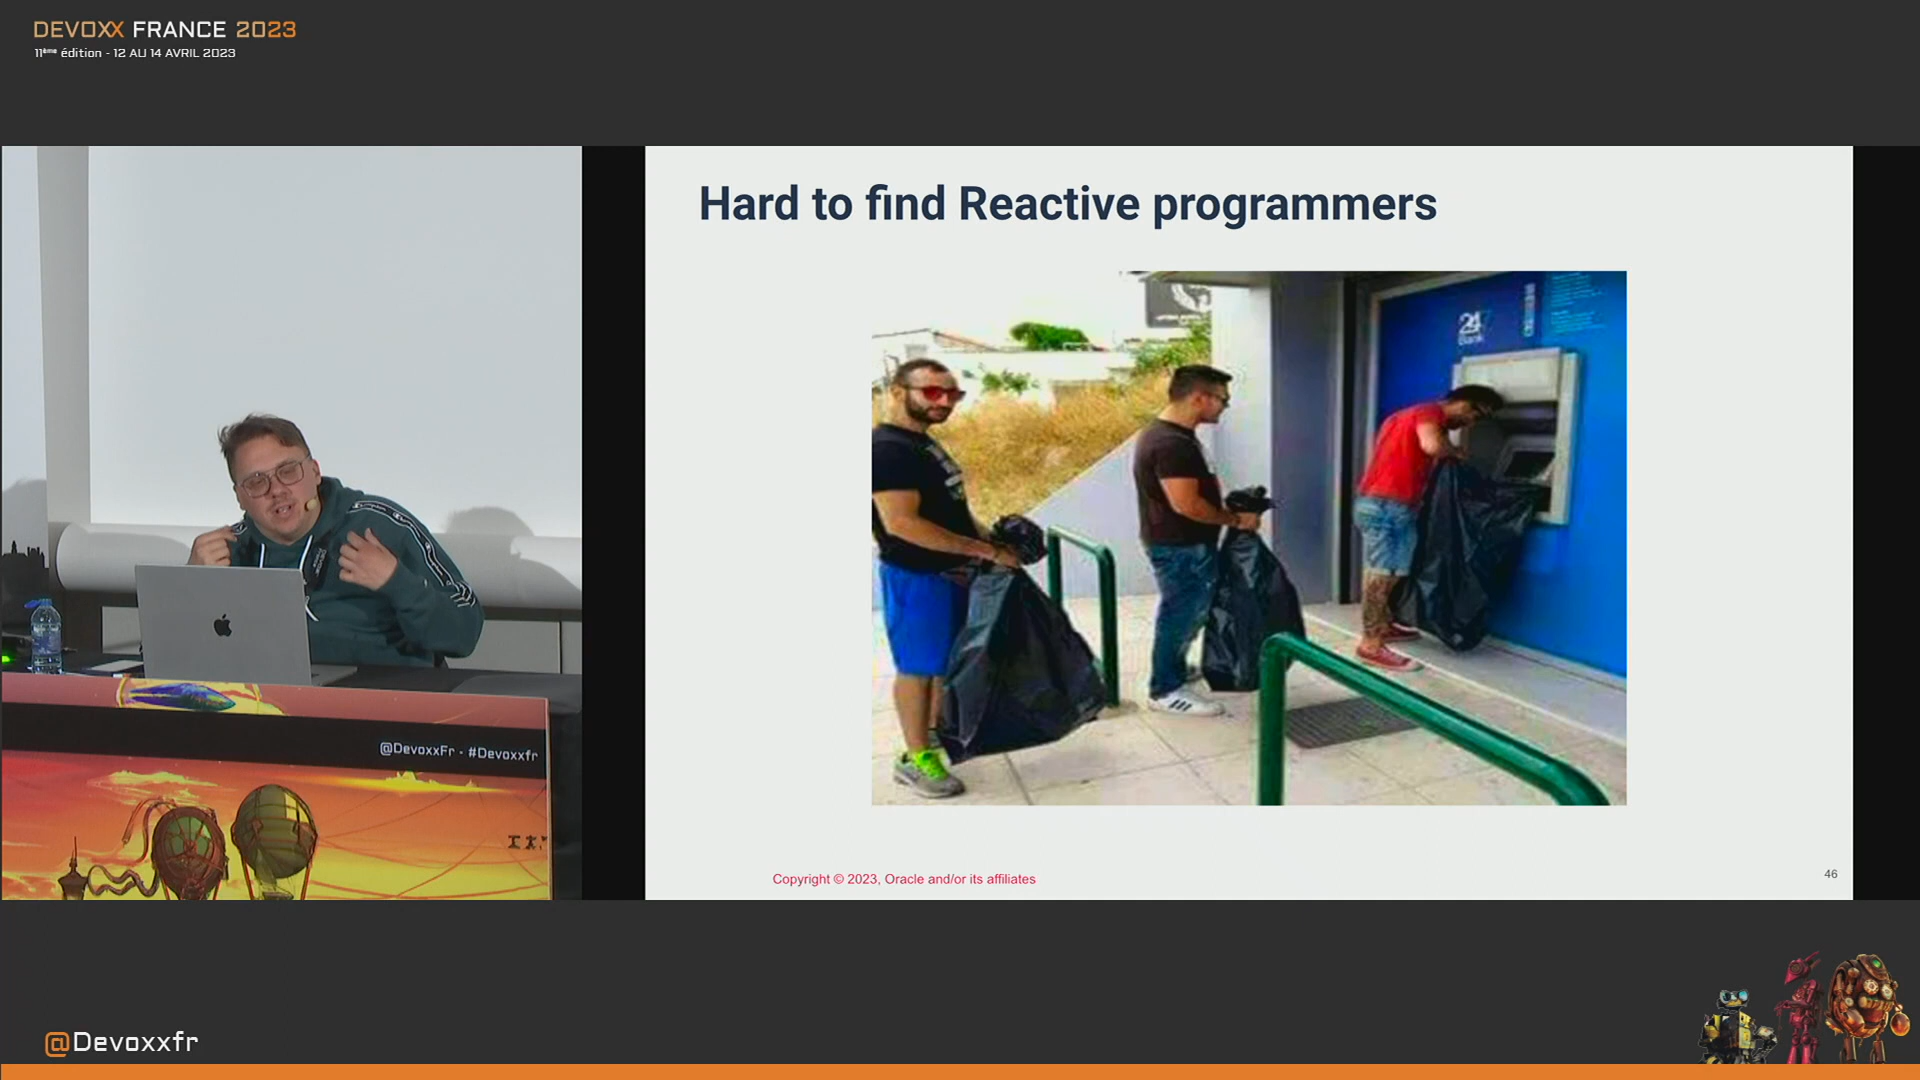 DEVOXX FRANCE 2023
11ème édition - 12 AU 14 AVRIL 2023
Hard to find Reactive programmers
24
Bank
@DevoxxFr - #Devoxxfr
Copyright © 2023, Oracle and/or its affiliates
46
@Devoxxfr